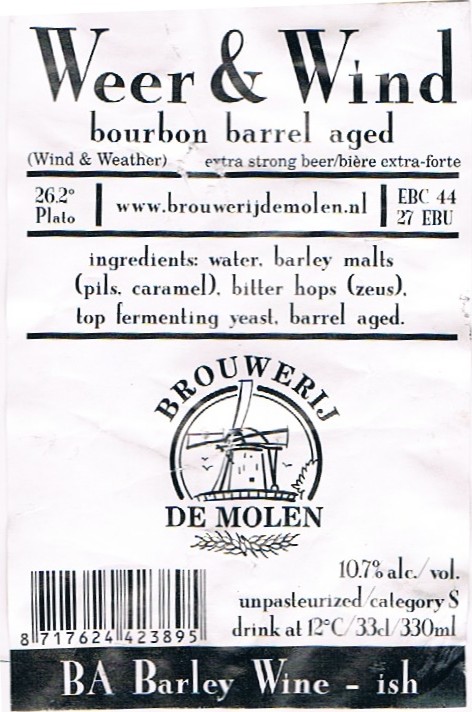 Weer & Wind
bourbon barrel aged
(Wind & Weather) extra strong beer/bière extra-forte
26.2° Plato | www.brouwerijdemolen.nl | EBC 44 27 EBU
ingredients: water, barley malts
(pils, caramel), bitter hops (zeus),
top fermenting yeast, barrel aged.
BROUWERIJ
DE MOLEN
10.7% alc./vol.
unpasteurized/category S
drink at 12°C/33cl/330ml
8 717624 423895
BA Barley Wine - ish